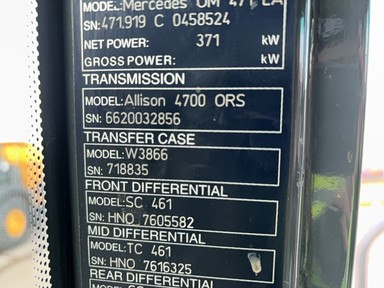 MODEL:Mercedes OM 471 LA
SN:471.919 C 0458524
NET POWER: 371 kW
GROSS POWER: kW
TRANSMISSION
MODEL:Allison 4700 ORS
SN: 6620032856
TRANSFER CASE
MODEL:W3866
SN: 718835
FRONT DIFFERENTIAL
MODEL:SC 461
SN: HNO 7605582
MID DIFFERENTIAL
MODEL:TC 461
SN: HNO 7616325
REAR DIFFERENTIAL